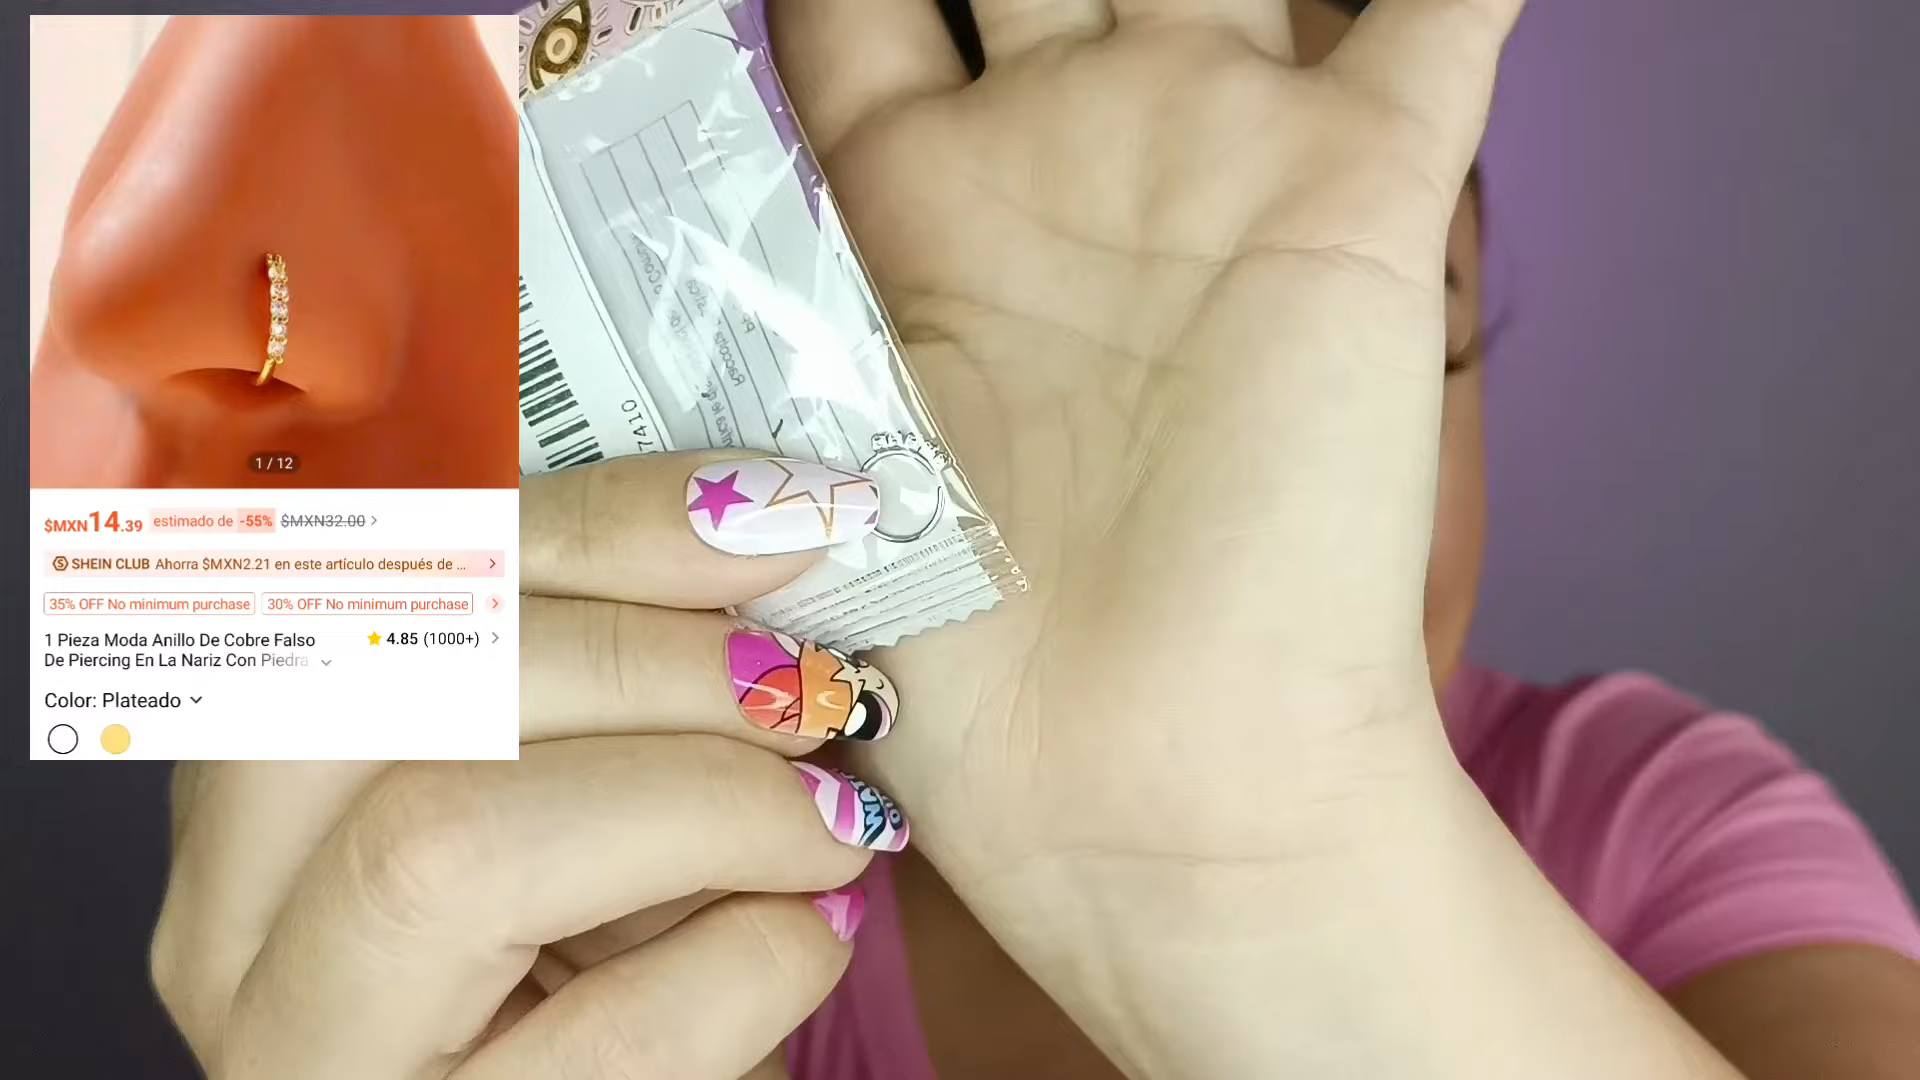 1 / 12
$MXN14.39 estimado de -55% $MXN32.00 >
S SHEIN CLUB Ahorra $MXN2.21 en este artículo después de ... >
35% OFF No minimum purchase 30% OFF No minimum purchase >
1 Pieza Moda Anillo De Cobre Falso 4.85 (1000+) >
De Piercing En La Nariz Con Piedra
Color: Plateado
7410
Raccolta